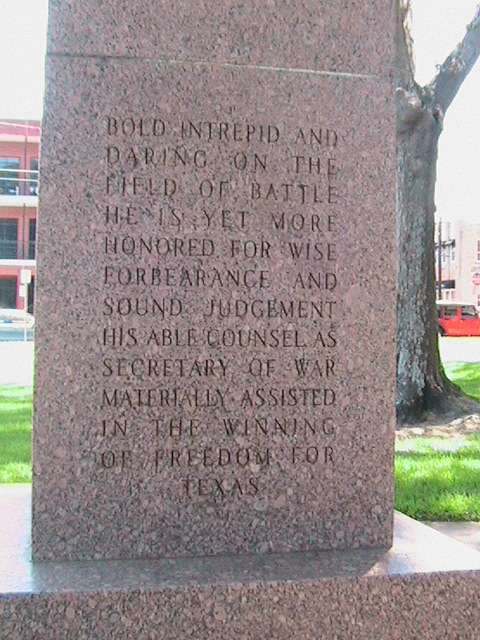 BOLD INTREPID AND
DARING ON THE
FIELD OF BATTLE
HE IS YET MORE
HONORED FOR WISE
FORBEARANCE AND
SOUND JUDGEMENT
HIS ABLE COUNSEL AS
SECRETARY OF WAR
MATERIALLY ASSISTED
IN THE WINNING
OF FREEDOM FOR
TEXAS